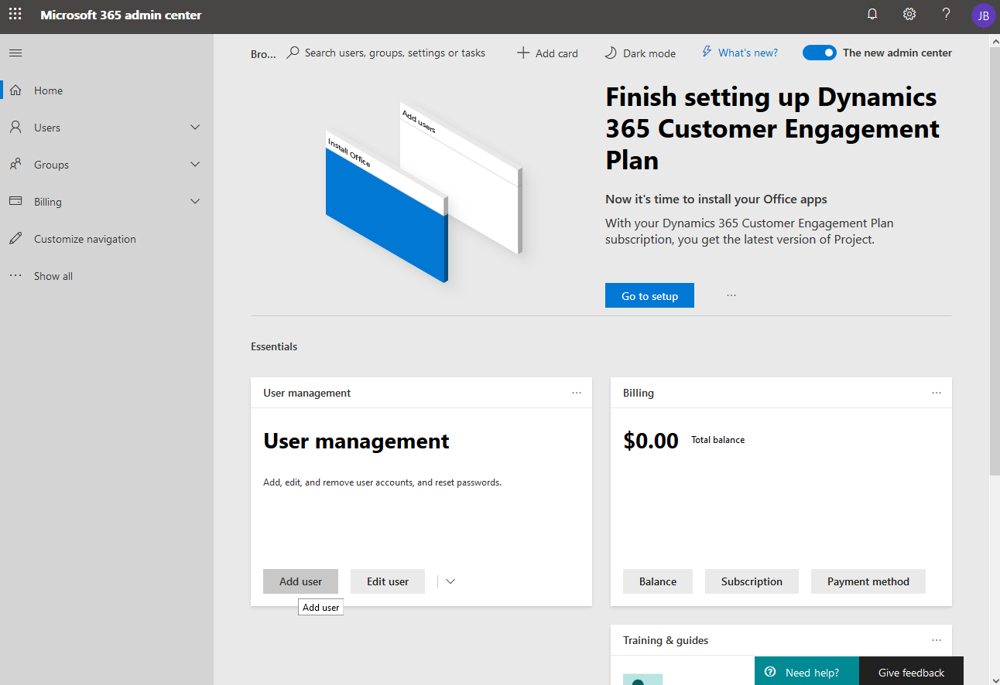 Microsoft 365 admin center
?
JB
Bro...
Search users, groups, settings or tasks
Add card
Dark mode
What's new?
The new admin center
Home
Users
Groups
Billing
Customize navigation
Show all
Add users
Install Office
Finish setting up Dynamics
365 Customer Engagement
Plan
Now it's time to install your Office apps
With your Dynamics 365 Customer Engagement Plan
subscription, you get the latest version of Project.
Go to setup
Essentials
User management
User management
Add, edit, and remove user accounts, and reset passwords.
Add user
Edit user
Add user
Billing
$0.00
Total balance
Balance
Subscription
Payment method
Training & guides
Need help?
Give feedback